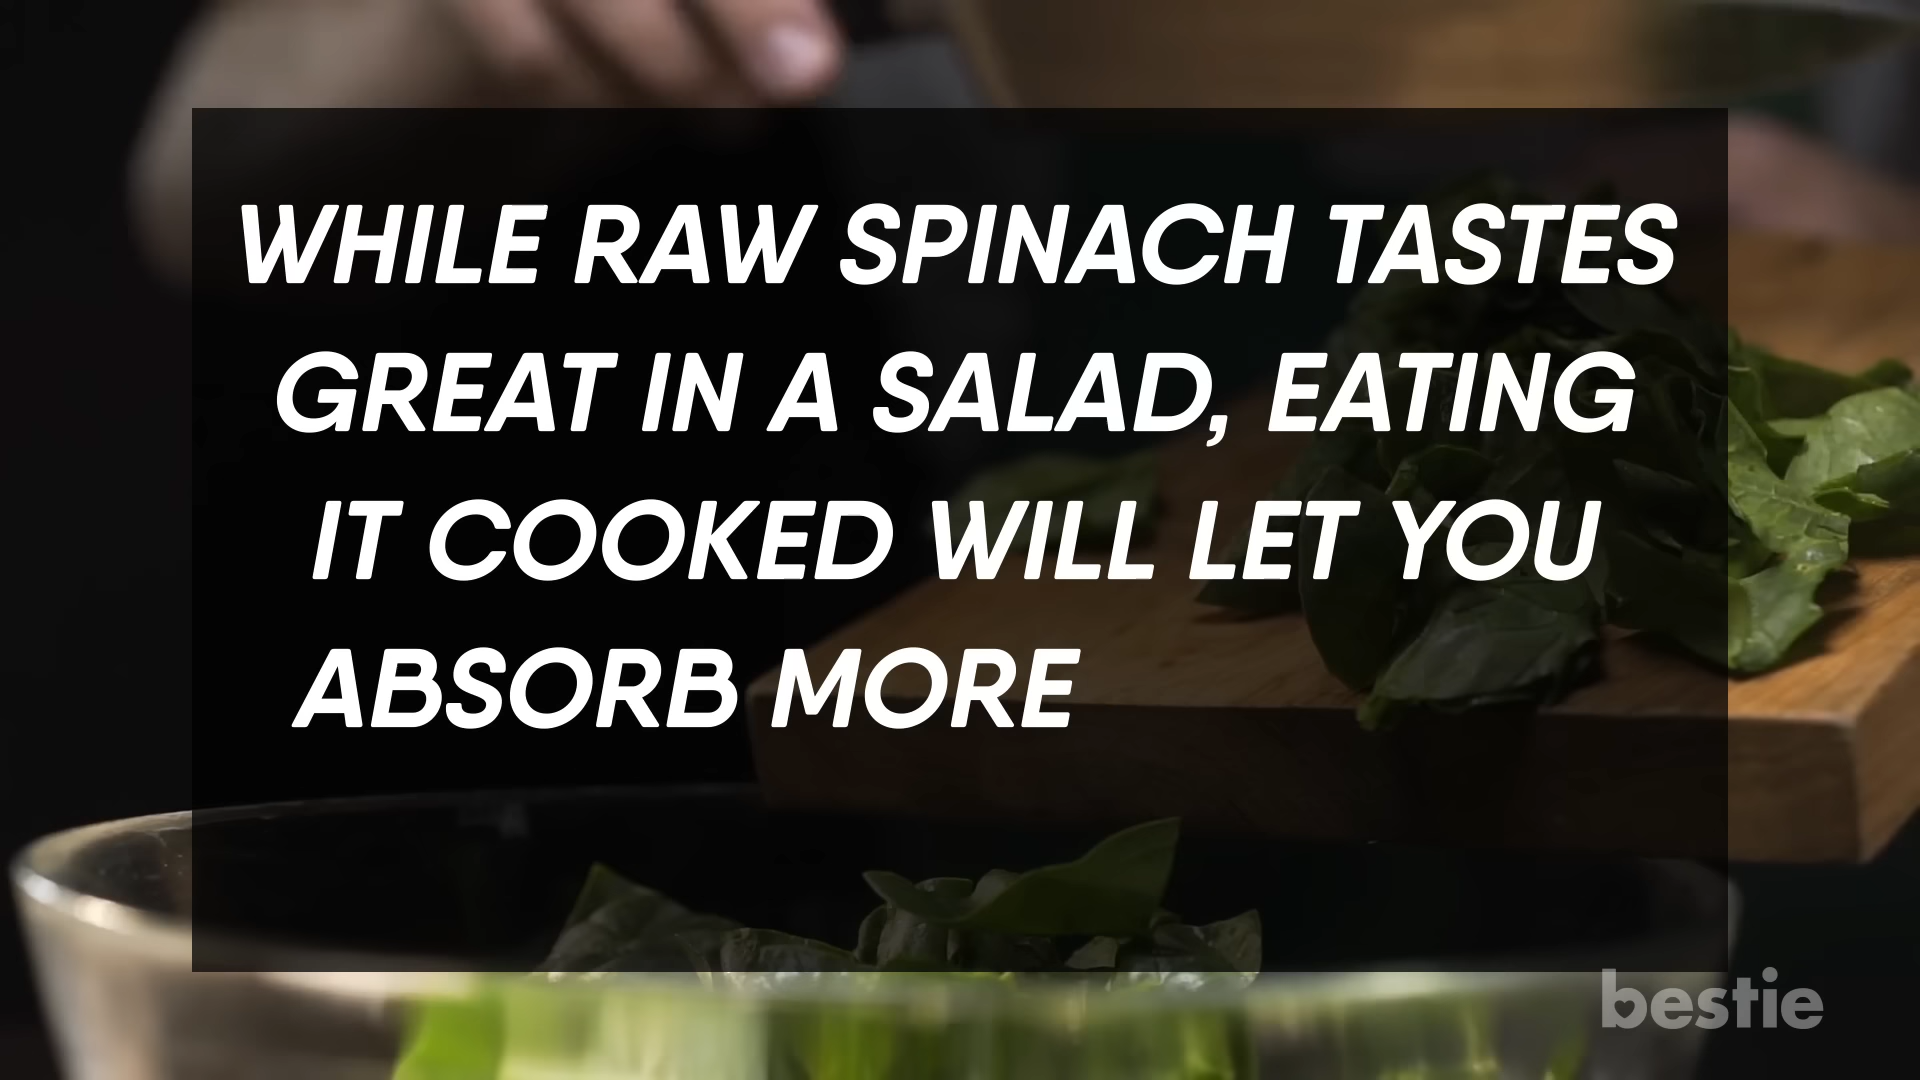 WHILE RAW SPINACH TASTES
GREAT IN A SALAD, EATING
IT COOKED WILL LET YOU
ABSORB MORE
bestie